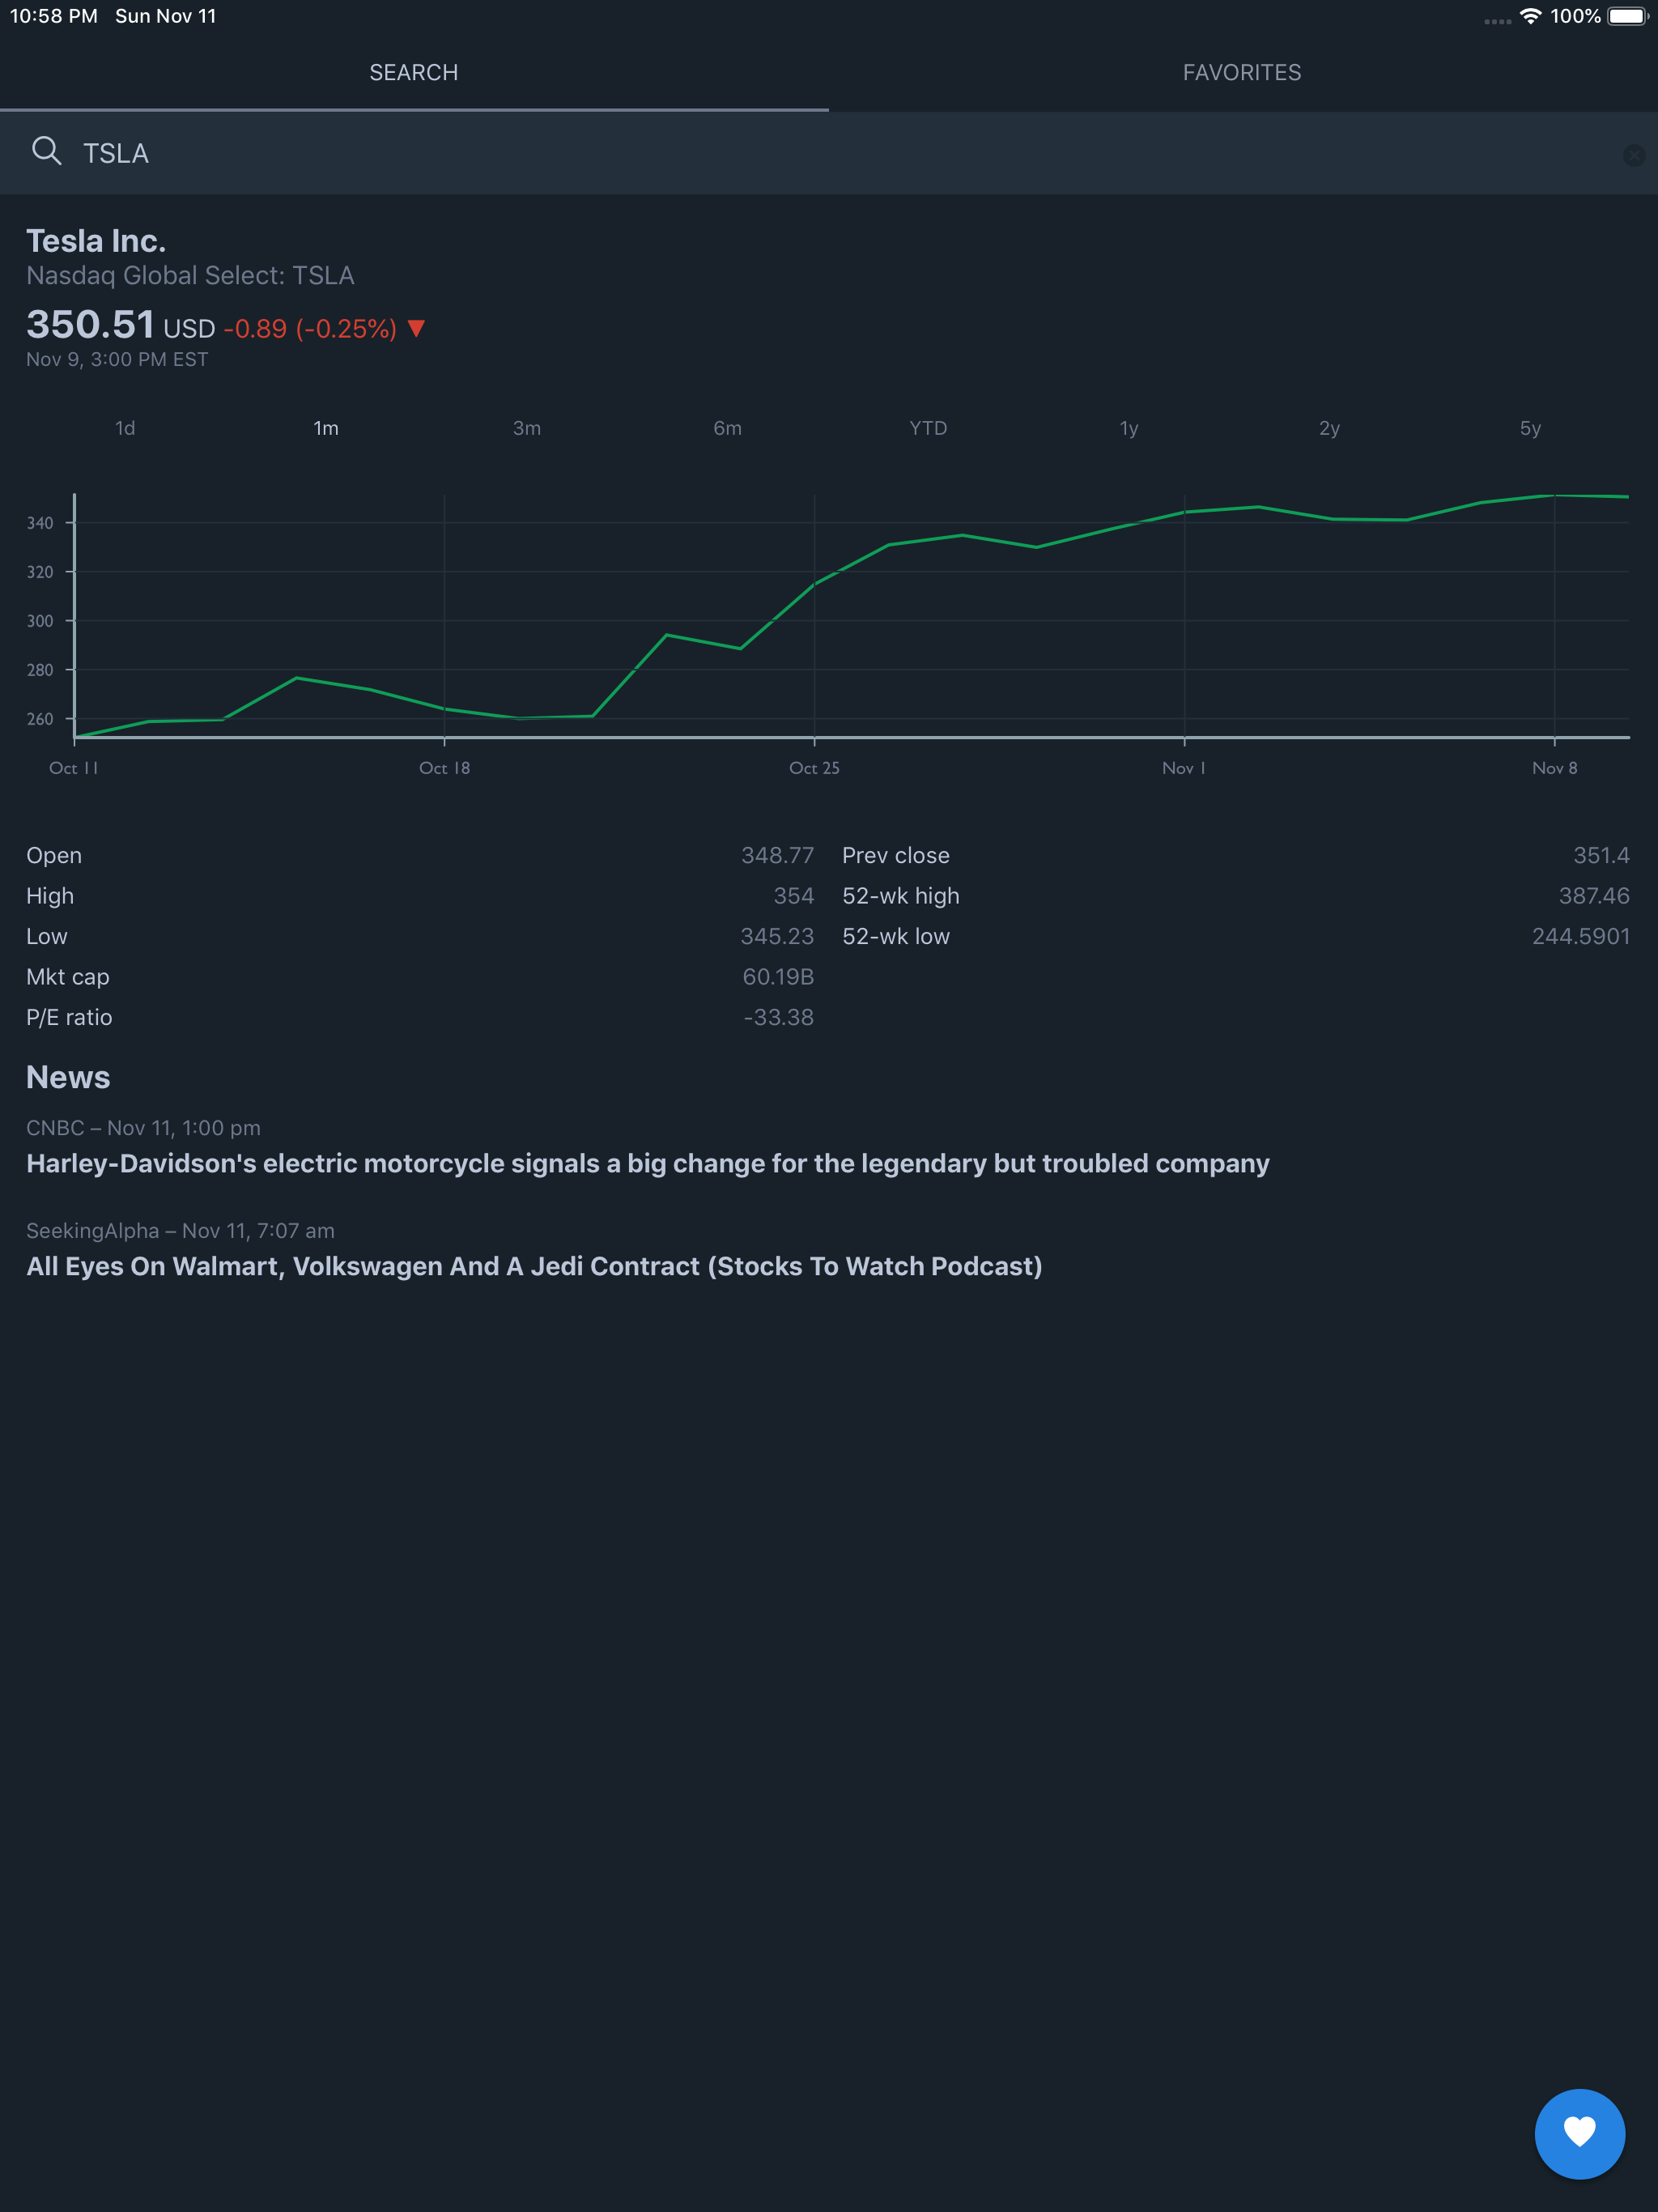 10:58 PM Sun Nov 11 100%
SEARCH FAVORITES
TSLA
Tesla Inc.
Nasdaq Global Select: TSLA
350.51 USD -0.89 (-0.25%) ▼
Nov 9, 3:00 PM EST
1d 1m 3m 6m YTD 1y 2y 5y
340
320
300
280
260
Oct 11 Oct 18 Oct 25 Nov 1 Nov 8
Open 348.77 Prev close 351.4
High 354 52-wk high 387.46
Low 345.23 52-wk low 244.5901
Mkt cap 60.19B
P/E ratio -33.38
News
CNBC – Nov 11, 1:00 pm
Harley-Davidson's electric motorcycle signals a big change for the legendary but troubled company
SeekingAlpha – Nov 11, 7:07 am
All Eyes On Walmart, Volkswagen And A Jedi Contract (Stocks To Watch Podcast)